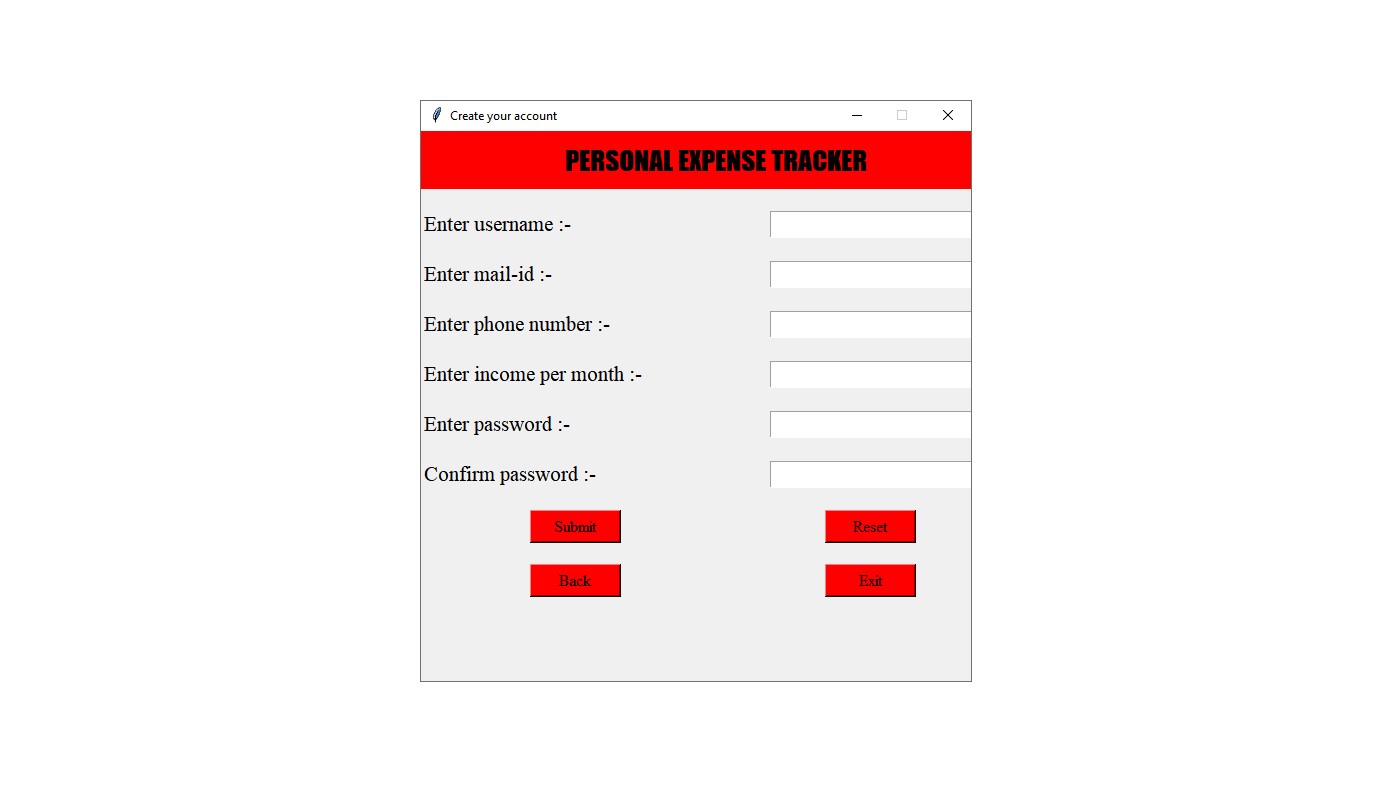 Create your account
PERSONAL EXPENSE TRACKER
Enter username :-
Enter mail-id :-
Enter phone number :-
Enter income per month :-
Enter password :-
Confirm password :-
Submit Reset
Back Exit